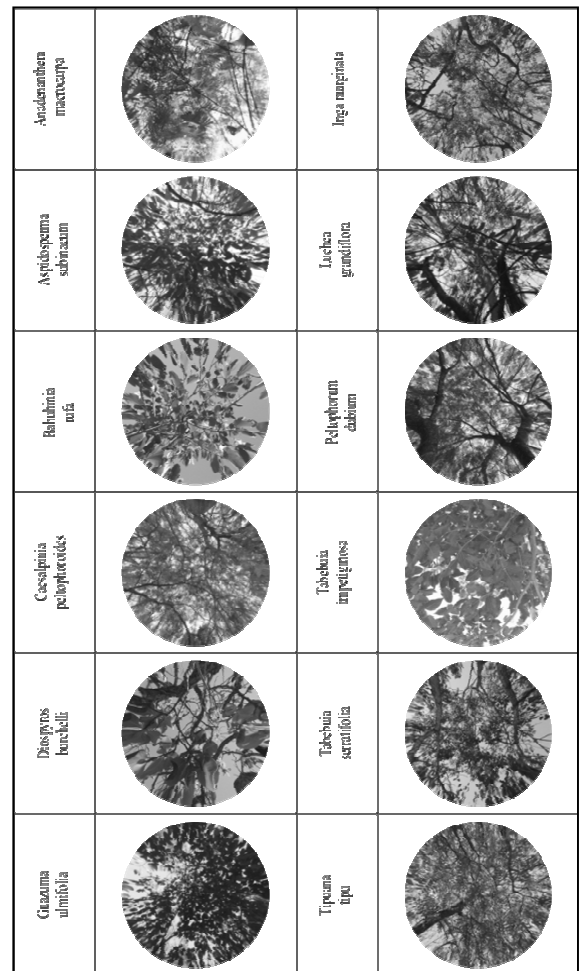 Anadenanthera
macrocarpa
Aspidosperma
subincanum
Bahuhinia
rufa
Caesalpinia
peltophoroides
Diospyros
burchelli
Guazuma
ulmifolia
Inga marginata
Luehea
grandiflora
Peltophorum
dubium
Tabebuia
impetiginosa
Tabebuia
serratifolia
Tipuana
tipu